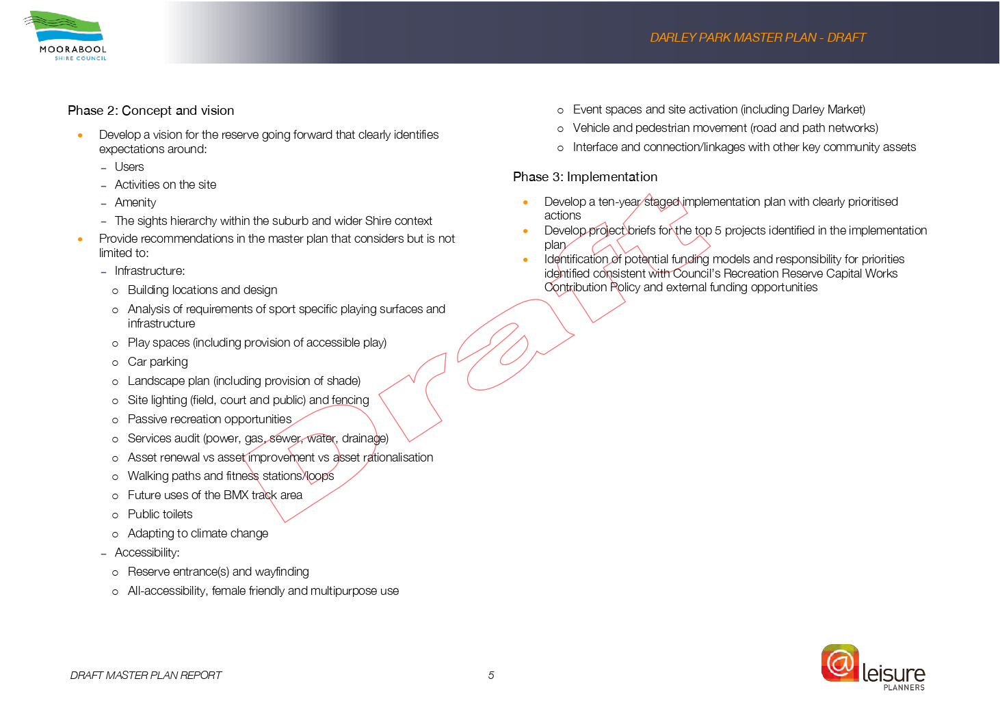 MOORABOOL
SHIRE COUNCIL
DARLEY PARK MASTER PLAN - DRAFT
Phase 2: Concept and vision
• Develop a vision for the reserve going forward that clearly identifies
expectations around:
– Users
– Activities on the site
– Amenity
– The sights hierarchy within the suburb and wider Shire context
• Provide recommendations in the master plan that considers but is not
limited to:
– Infrastructure:
o Building locations and design
o Analysis of requirements of sport specific playing surfaces and
infrastructure
o Play spaces (including provision of accessible play)
o Car parking
o Landscape plan (including provision of shade)
o Site lighting (field, court and public) and fencing
o Passive recreation opportunities
o Services audit (power, gas, sewer, water, drainage)
o Asset renewal vs asset improvement vs asset rationalisation
o Walking paths and fitness stations/loops
o Future uses of the BMX track area
o Public toilets
o Adapting to climate change
– Accessibility:
o Reserve entrance(s) and wayfinding
o All-accessibility, female friendly and multipurpose use
o Event spaces and site activation (including Darley Market)
o Vehicle and pedestrian movement (road and path networks)
o Interface and connection/linkages with other key community assets
Phase 3: Implementation
• Develop a ten-year staged implementation plan with clearly prioritised
actions
• Develop project briefs for the top 5 projects identified in the implementation
plan
• Identification of potential funding models and responsibility for priorities
identified consistent with Council's Recreation Reserve Capital Works
Contribution Policy and external funding opportunities
Draft
DRAFT MASTER PLAN REPORT
5
@leisure
PLANNERS